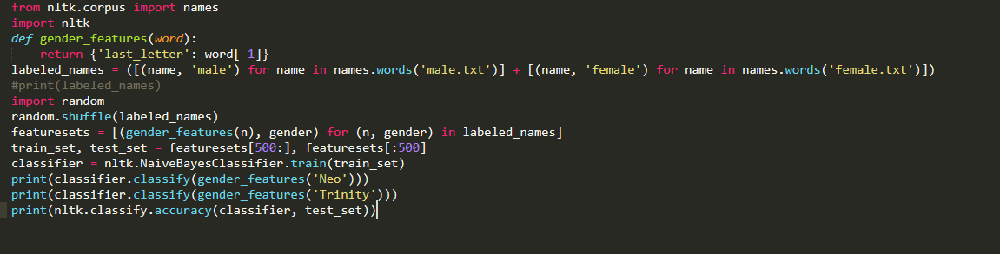 from nltk.corpus import names
import nltk
def gender_features(word):
    return {'last_letter': word[-1]}
labeled_names = ([(name, 'male') for name in names.words('male.txt')] + [(name, 'female') for name in names.words('female.txt')])
#print(labeled_names)
import random
random.shuffle(labeled_names)
featuresets = [(gender_features(n), gender) for (n, gender) in labeled_names]
train_set, test_set = featuresets[500:], featuresets[:500]
classifier = nltk.NaiveBayesClassifier.train(train_set)
print(classifier.classify(gender_features('Neo')))
print(classifier.classify(gender_features('Trinity')))
print(nltk.classify.accuracy(classifier, test_set))